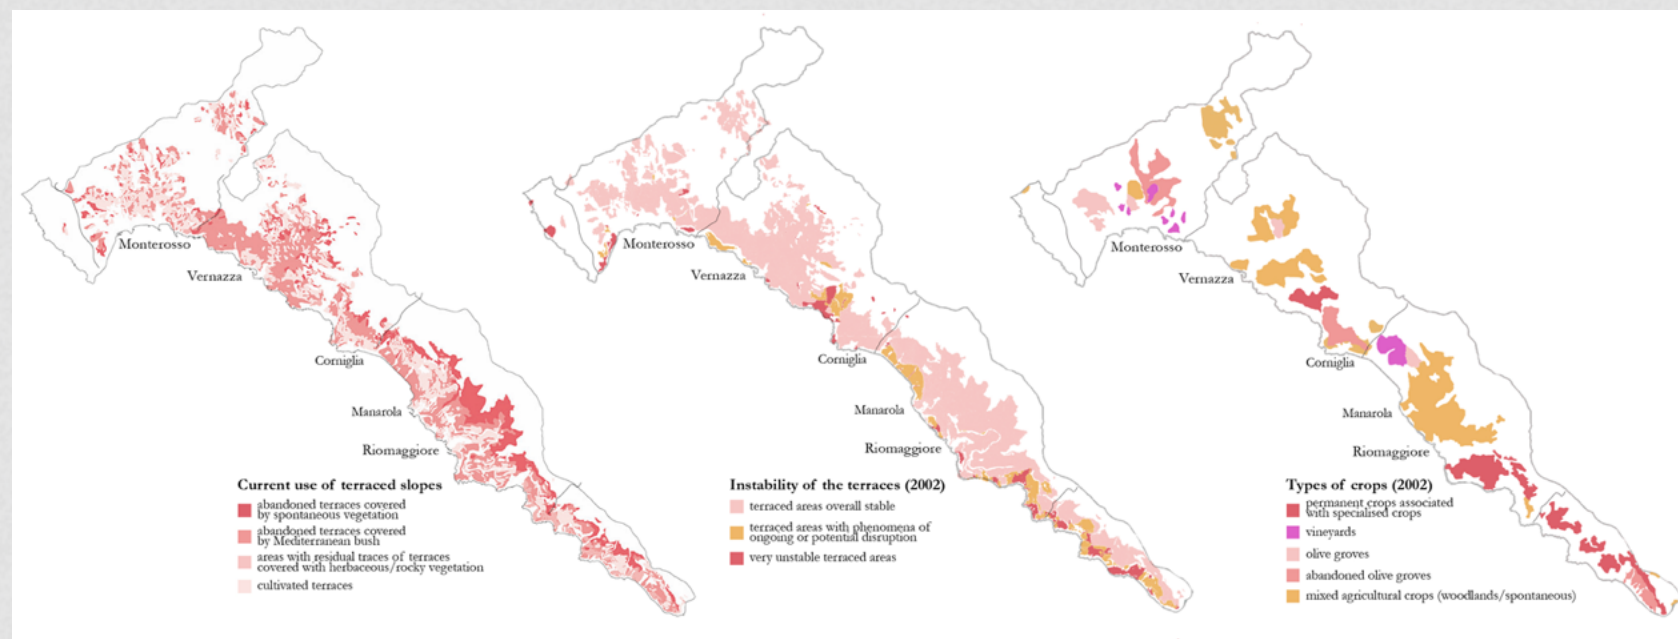 Monterosso
Vernazza
Corniglia
Manarola
Riomaggiore
Current use of terraced slopes
abandoned terraces covered
by spontaneous vegetation
abandoned terraces covered
by Mediterranean bush
areas with residual traces of terraces
covered with herbaceous/rocky vegetation
cultivated terraces
Monterosso
Vernazza
Corniglia
Manarola
Riomaggiore
Instability of the terraces (2002)
terraced areas overall stable
terraced areas with phenomena of
ongoing or potential disruption
very unstable terraced areas
Monterosso
Vernazza
Corniglia
Manarola
Riomaggiore
Types of crops (2002)
permanent crops associated
with specialised crops
vineyards
olive groves
abandoned olive groves
mixed agricultural crops (woodlands/spontaneous)